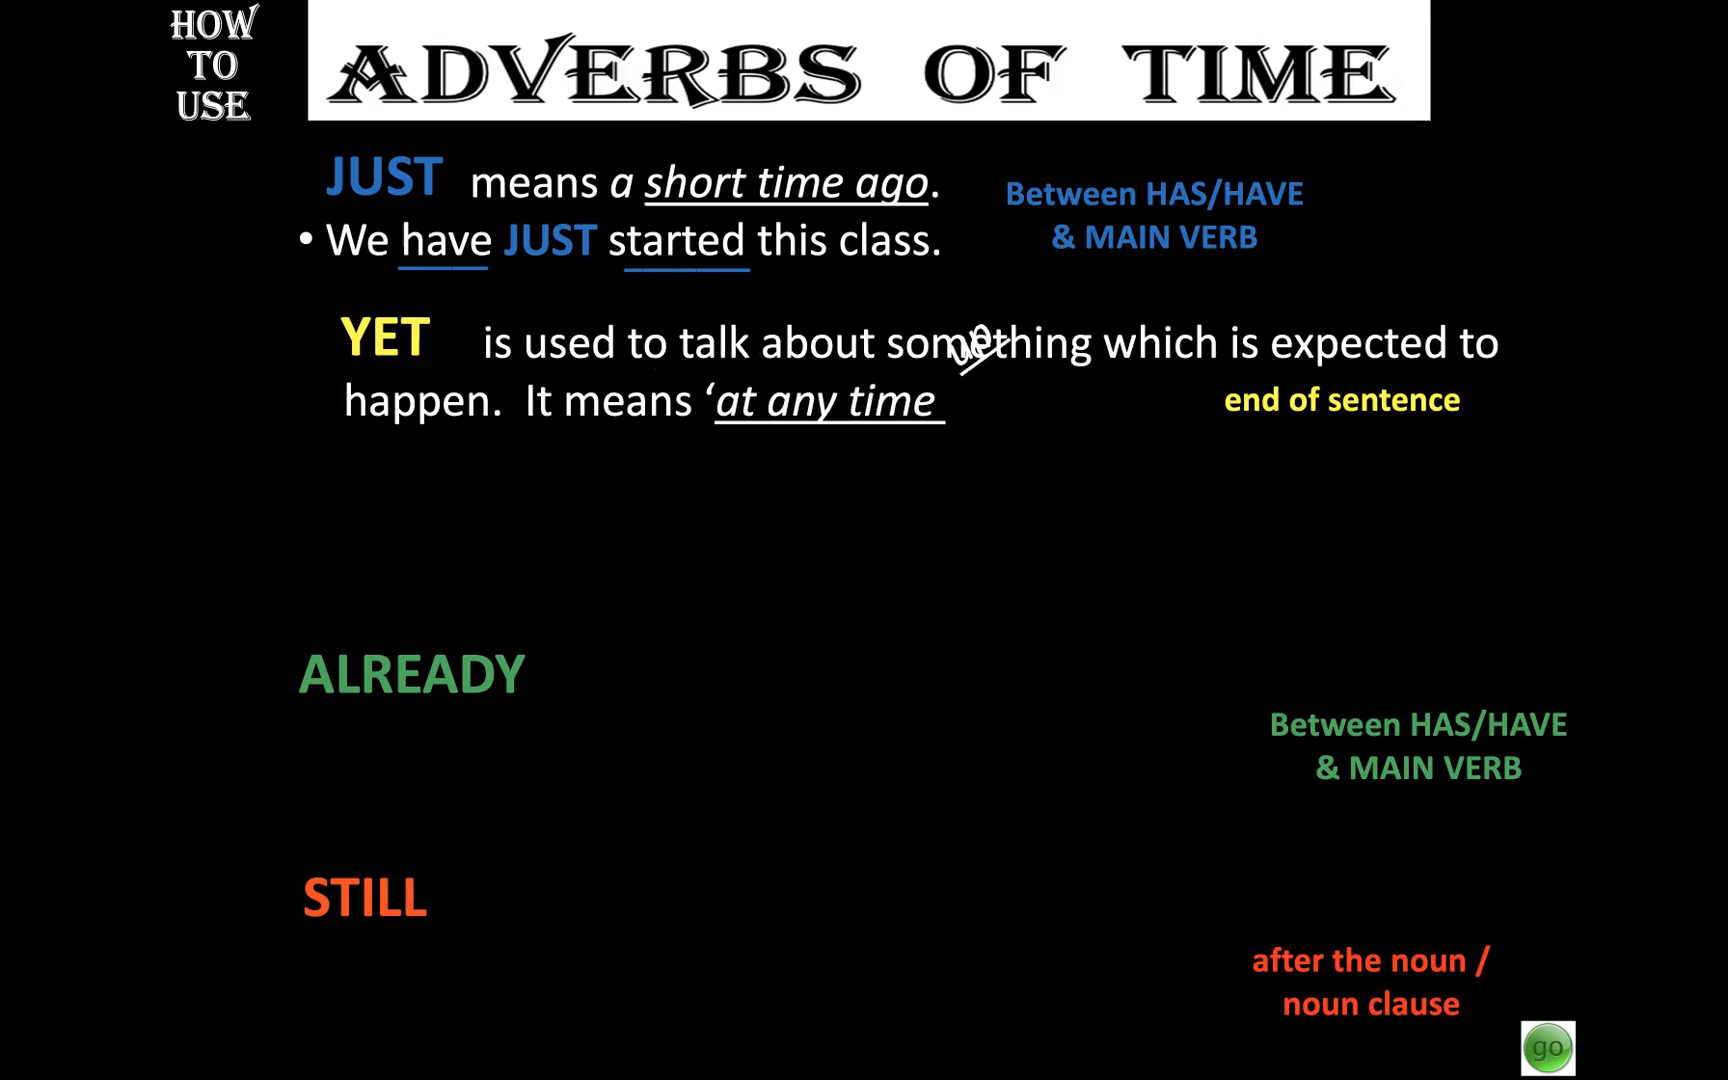 HOW
TO
USE
ADVERBS OF TIME
JUST means a short time ago.
Between HAS/HAVE
& MAIN VERB
• We have JUST started this class.
YET is used to talk about something which is expected to
happen. It means ‘at any time
up
end of sentence
ALREADY
Between HAS/HAVE
& MAIN VERB
STILL
after the noun /
noun clause
go